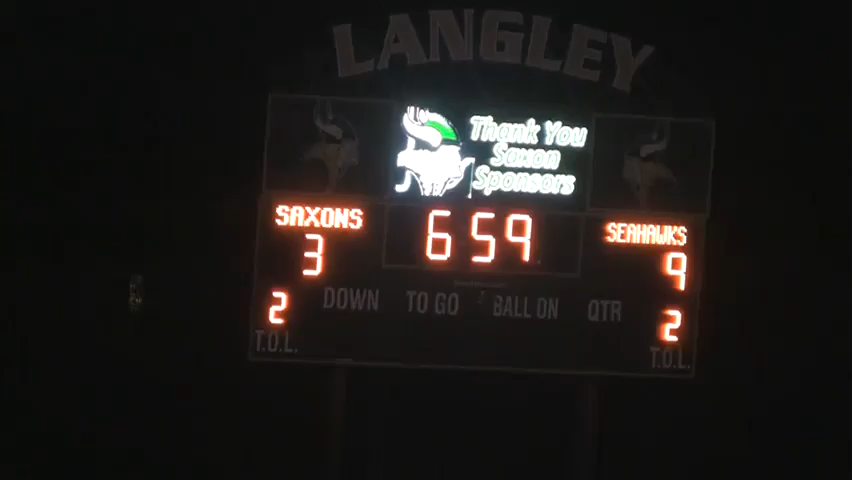 LANGLEY
Thank You
Saxon
Sponsors
SAXONS 6 59 SEAHAWKS
3 9
2 DOWN TO GO BALL ON QTR 2
T.O.L. T.O.L.